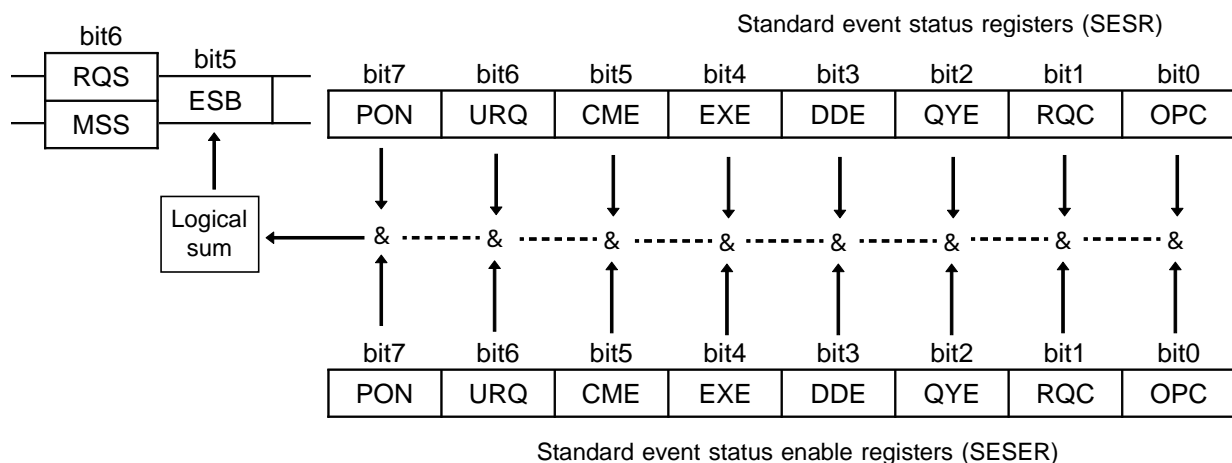 Standard event status registers (SESR)
bit6
bit5
bit7 bit6 bit5 bit4 bit3 bit2 bit1 bit0
RQS
MSS
ESB
PON URQ CME EXE DDE QYE RQC OPC
Logical
sum
& & & & & & & &
bit7 bit6 bit5 bit4 bit3 bit2 bit1 bit0
PON URQ CME EXE DDE QYE RQC OPC
Standard event status enable registers (SESER)